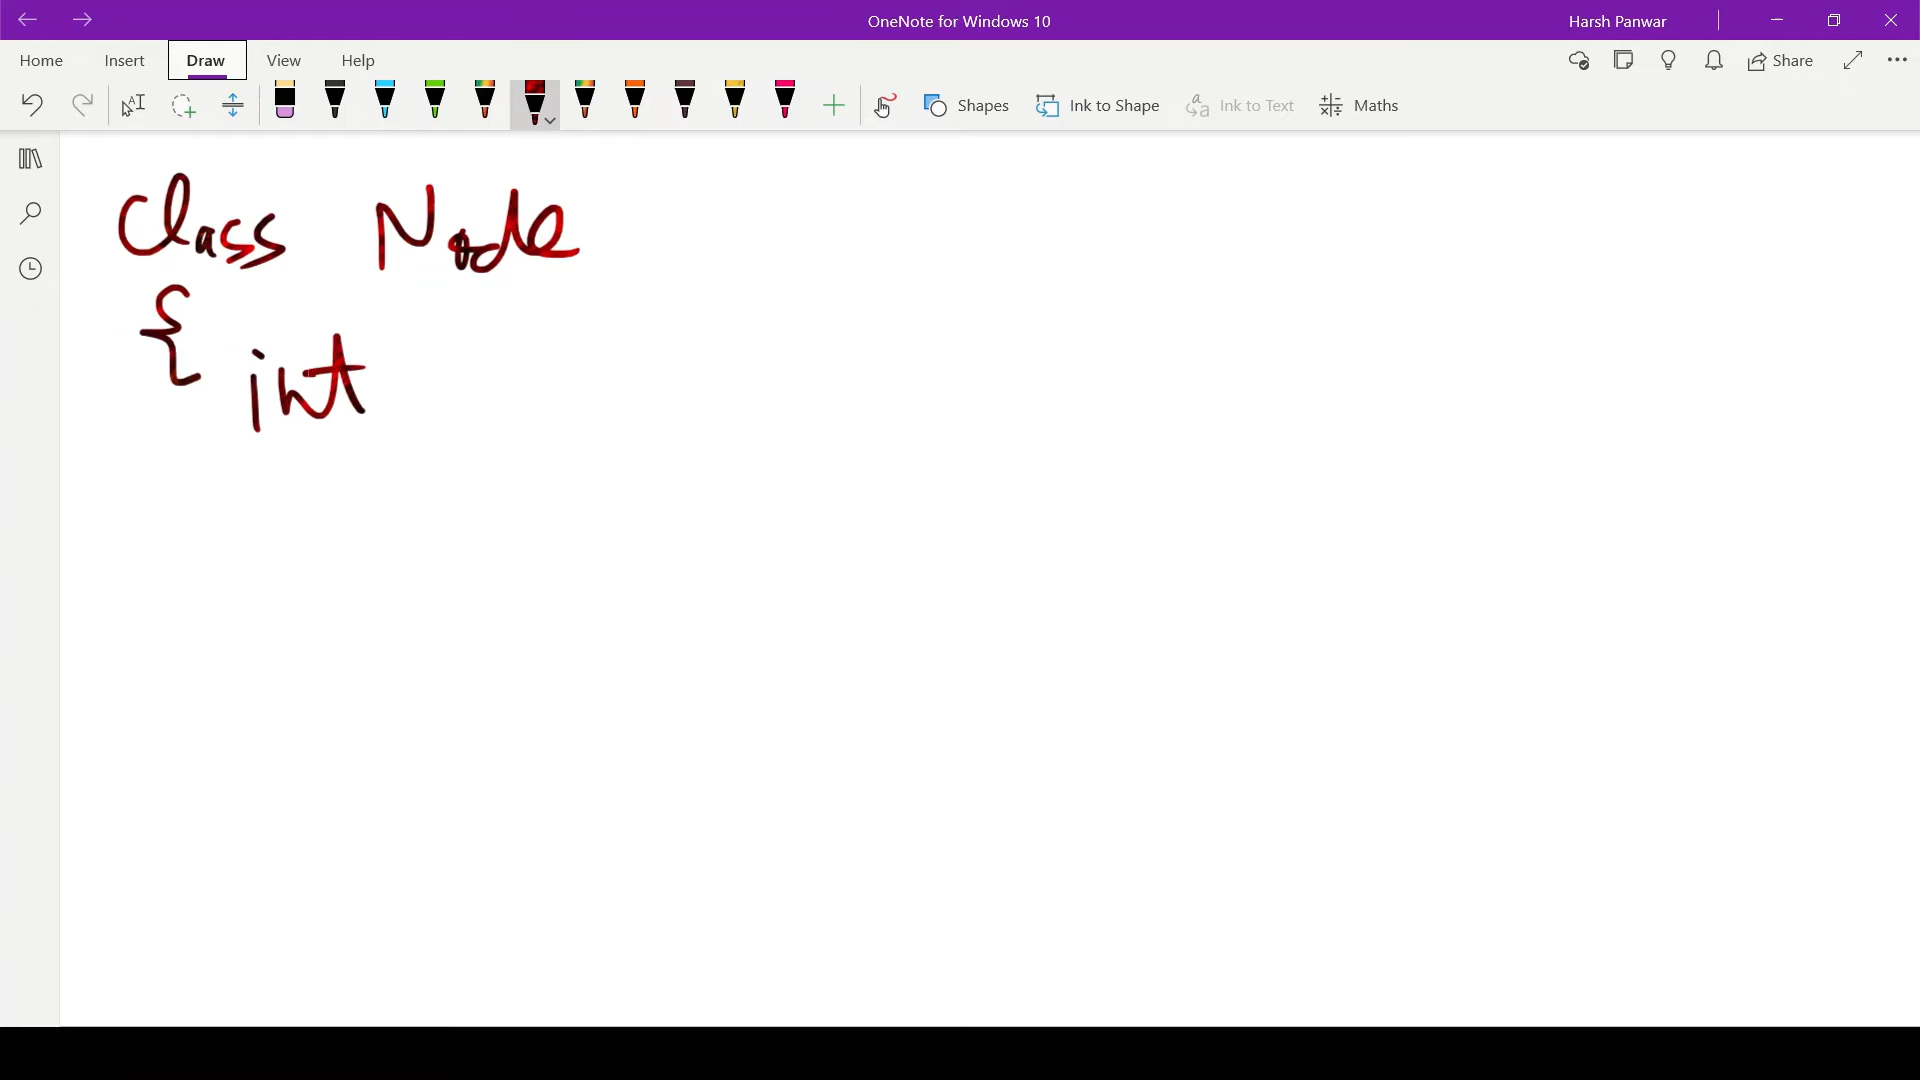 OneNote for Windows 10
Harsh Panwar
Home Insert Draw View Help
Share
Shapes Ink to Shape Ink to Text Maths
Class Node
{
int